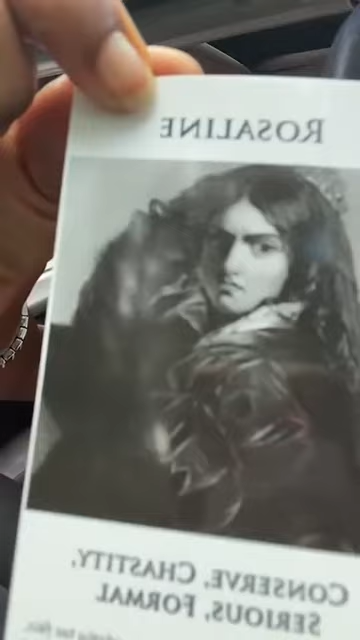 ROSALINE
CONSERVE, CHASTITY,
SERIOUS, FORMAL